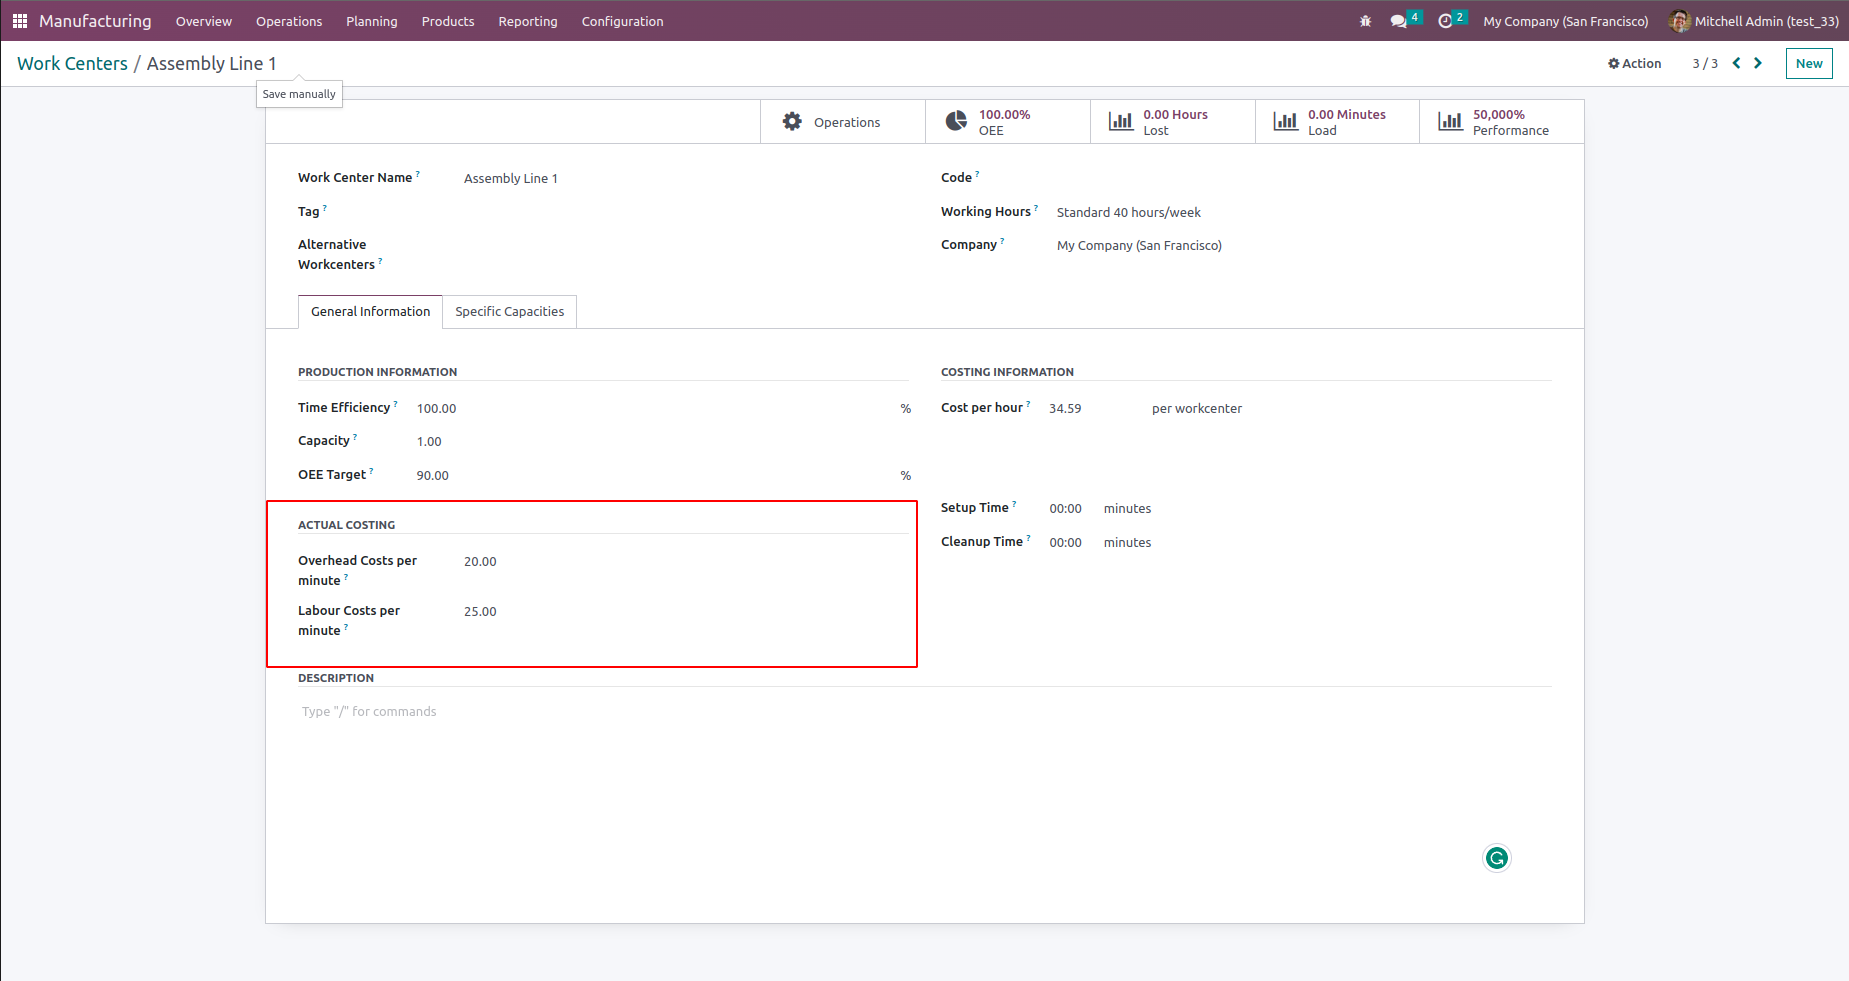 Manufacturing Overview Operations Planning Products Reporting Configuration 4 2 My Company (San Francisco) Mitchell Admin (test_33)
Work Centers / Assembly Line 1 Action 3 / 3 New
Save manually
Operations
100.00%
OEE
0.00 Hours
Lost
0.00 Minutes
Load
50,000%
Performance
Work Center Name ? Assembly Line 1
Tag ?
Alternative
Workcenters ?
Code ?
Working Hours ? Standard 40 hours/week
Company ? My Company (San Francisco)
General Information Specific Capacities
PRODUCTION INFORMATION
Time Efficiency ? 100.00 %
Capacity ? 1.00
OEE Target ? 90.00 %
COSTING INFORMATION
Cost per hour ? 34.59 per workcenter
Setup Time ? 00:00 minutes
Cleanup Time ? 00:00 minutes
ACTUAL COSTING
Overhead Costs per
minute ? 20.00
Labour Costs per
minute ? 25.00
DESCRIPTION
Type "/" for commands